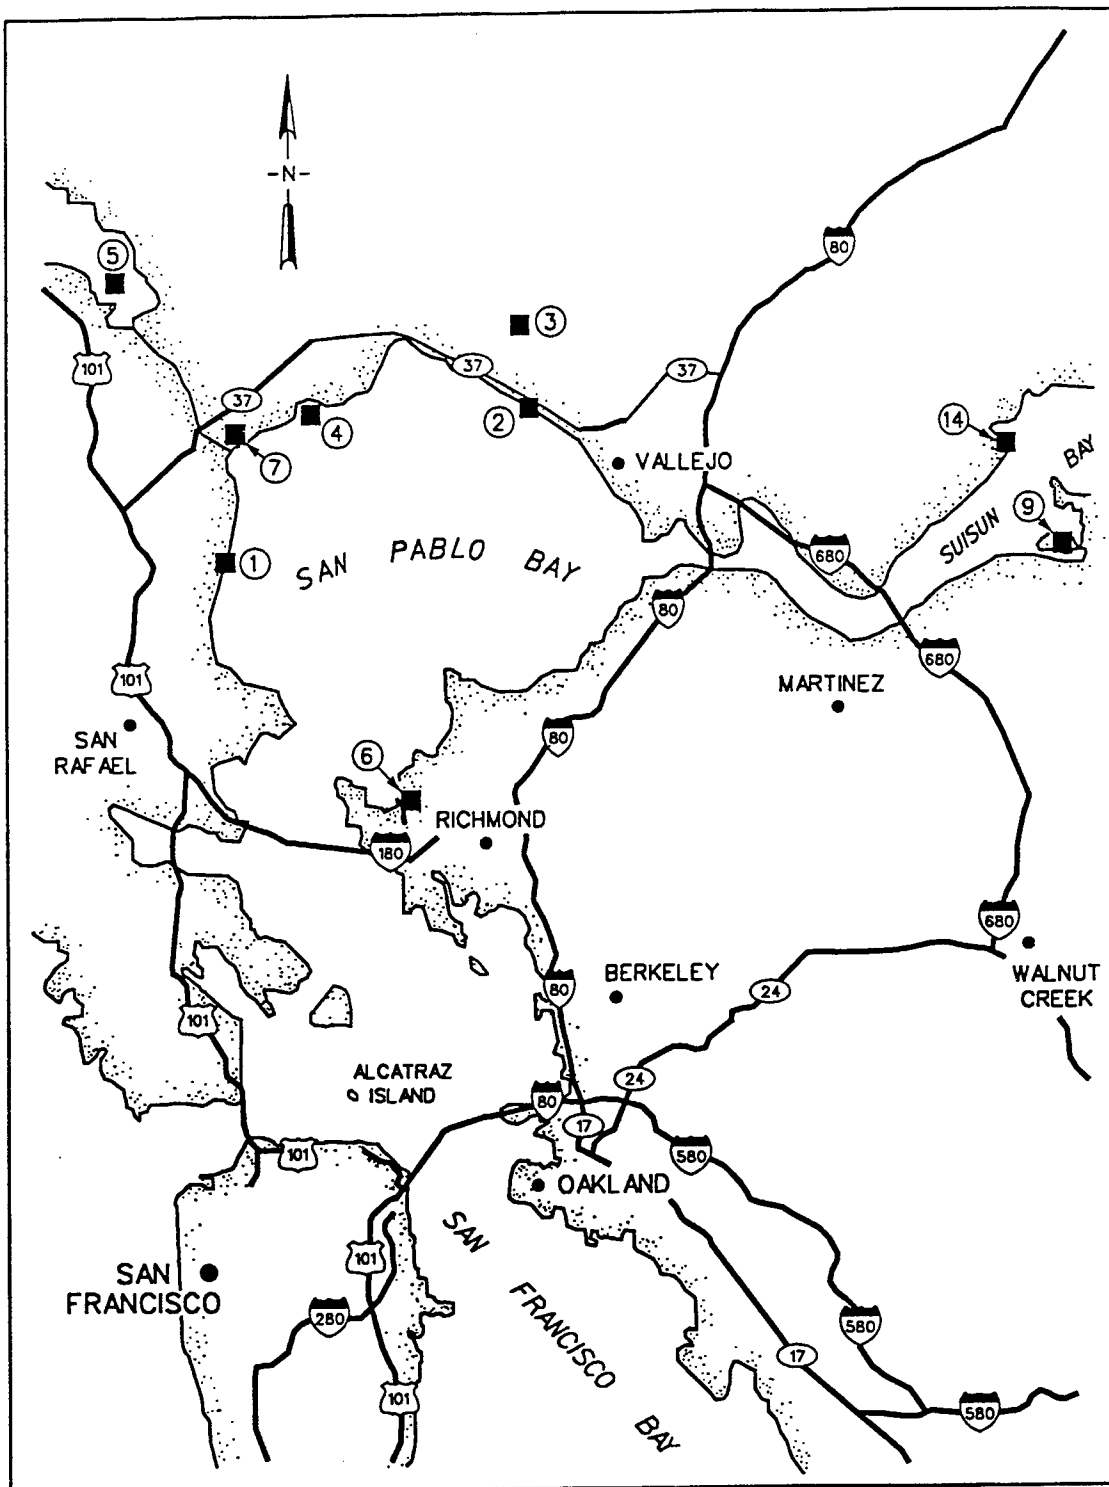 -N-
80
5
3
101
37
37
37
4
2
14
7
VALLEJO
BAY
9
SUISUN
1
SAN PABLO BAY
680
80
680
101
MARTINEZ
SAN
RAFAEL
80
6
RICHMOND
180
680
BERKELEY
WALNUT
CREEK
80
24
101
ALCATRAZ
ISLAND
24
80
17
101
580
OAKLAND
SAN
FRANCISCO
BAY
101
SAN
FRANCISCO
280
580
17
101
580